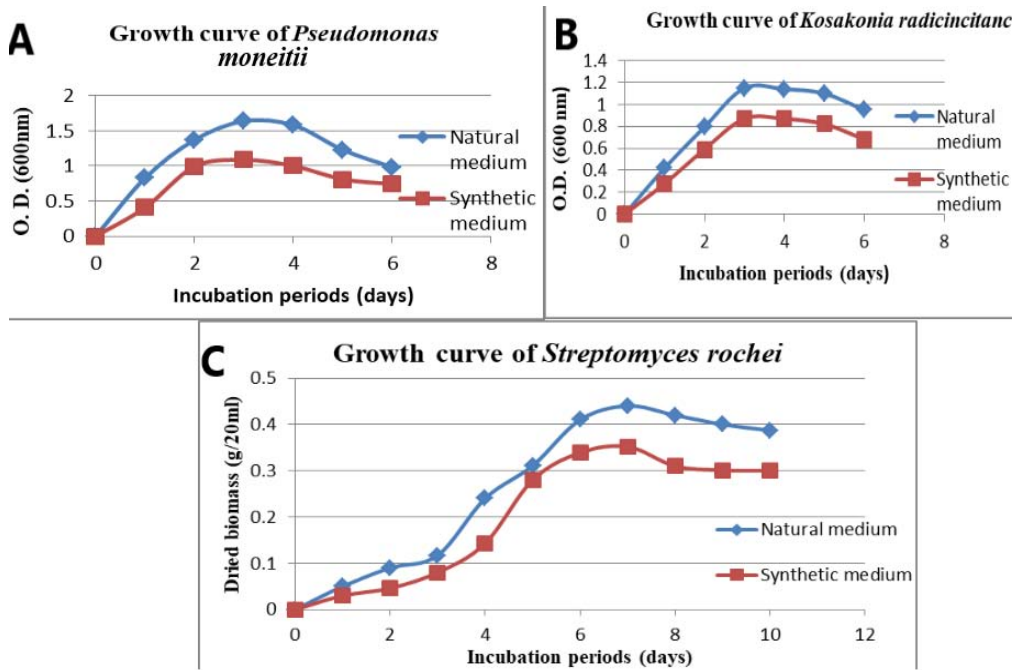 A
Growth curve of Pseudomonas
moneitii
2
1.5
1
0.5
0
0 2 4 6 8
O. D. (600nm)
Incubation periods (days)
Natural
medium
Synthetic
medium
B
Growth curve of Kosakonia radicincitanc
1.4
1.2
1
0.8
0.6
0.4
0.2
0
0 2 4 6 8
O.D. (600 nm)
Incubation periods (days)
Natural
medium
Synthetic
medium
C
Growth curve of Streptomyces rochei
0.5
0.4
0.3
0.2
0.1
0
0 2 4 6 8 10 12
Dried biomass (g/20ml)
Incubation periods (days)
Natural medium
Synthetic medium